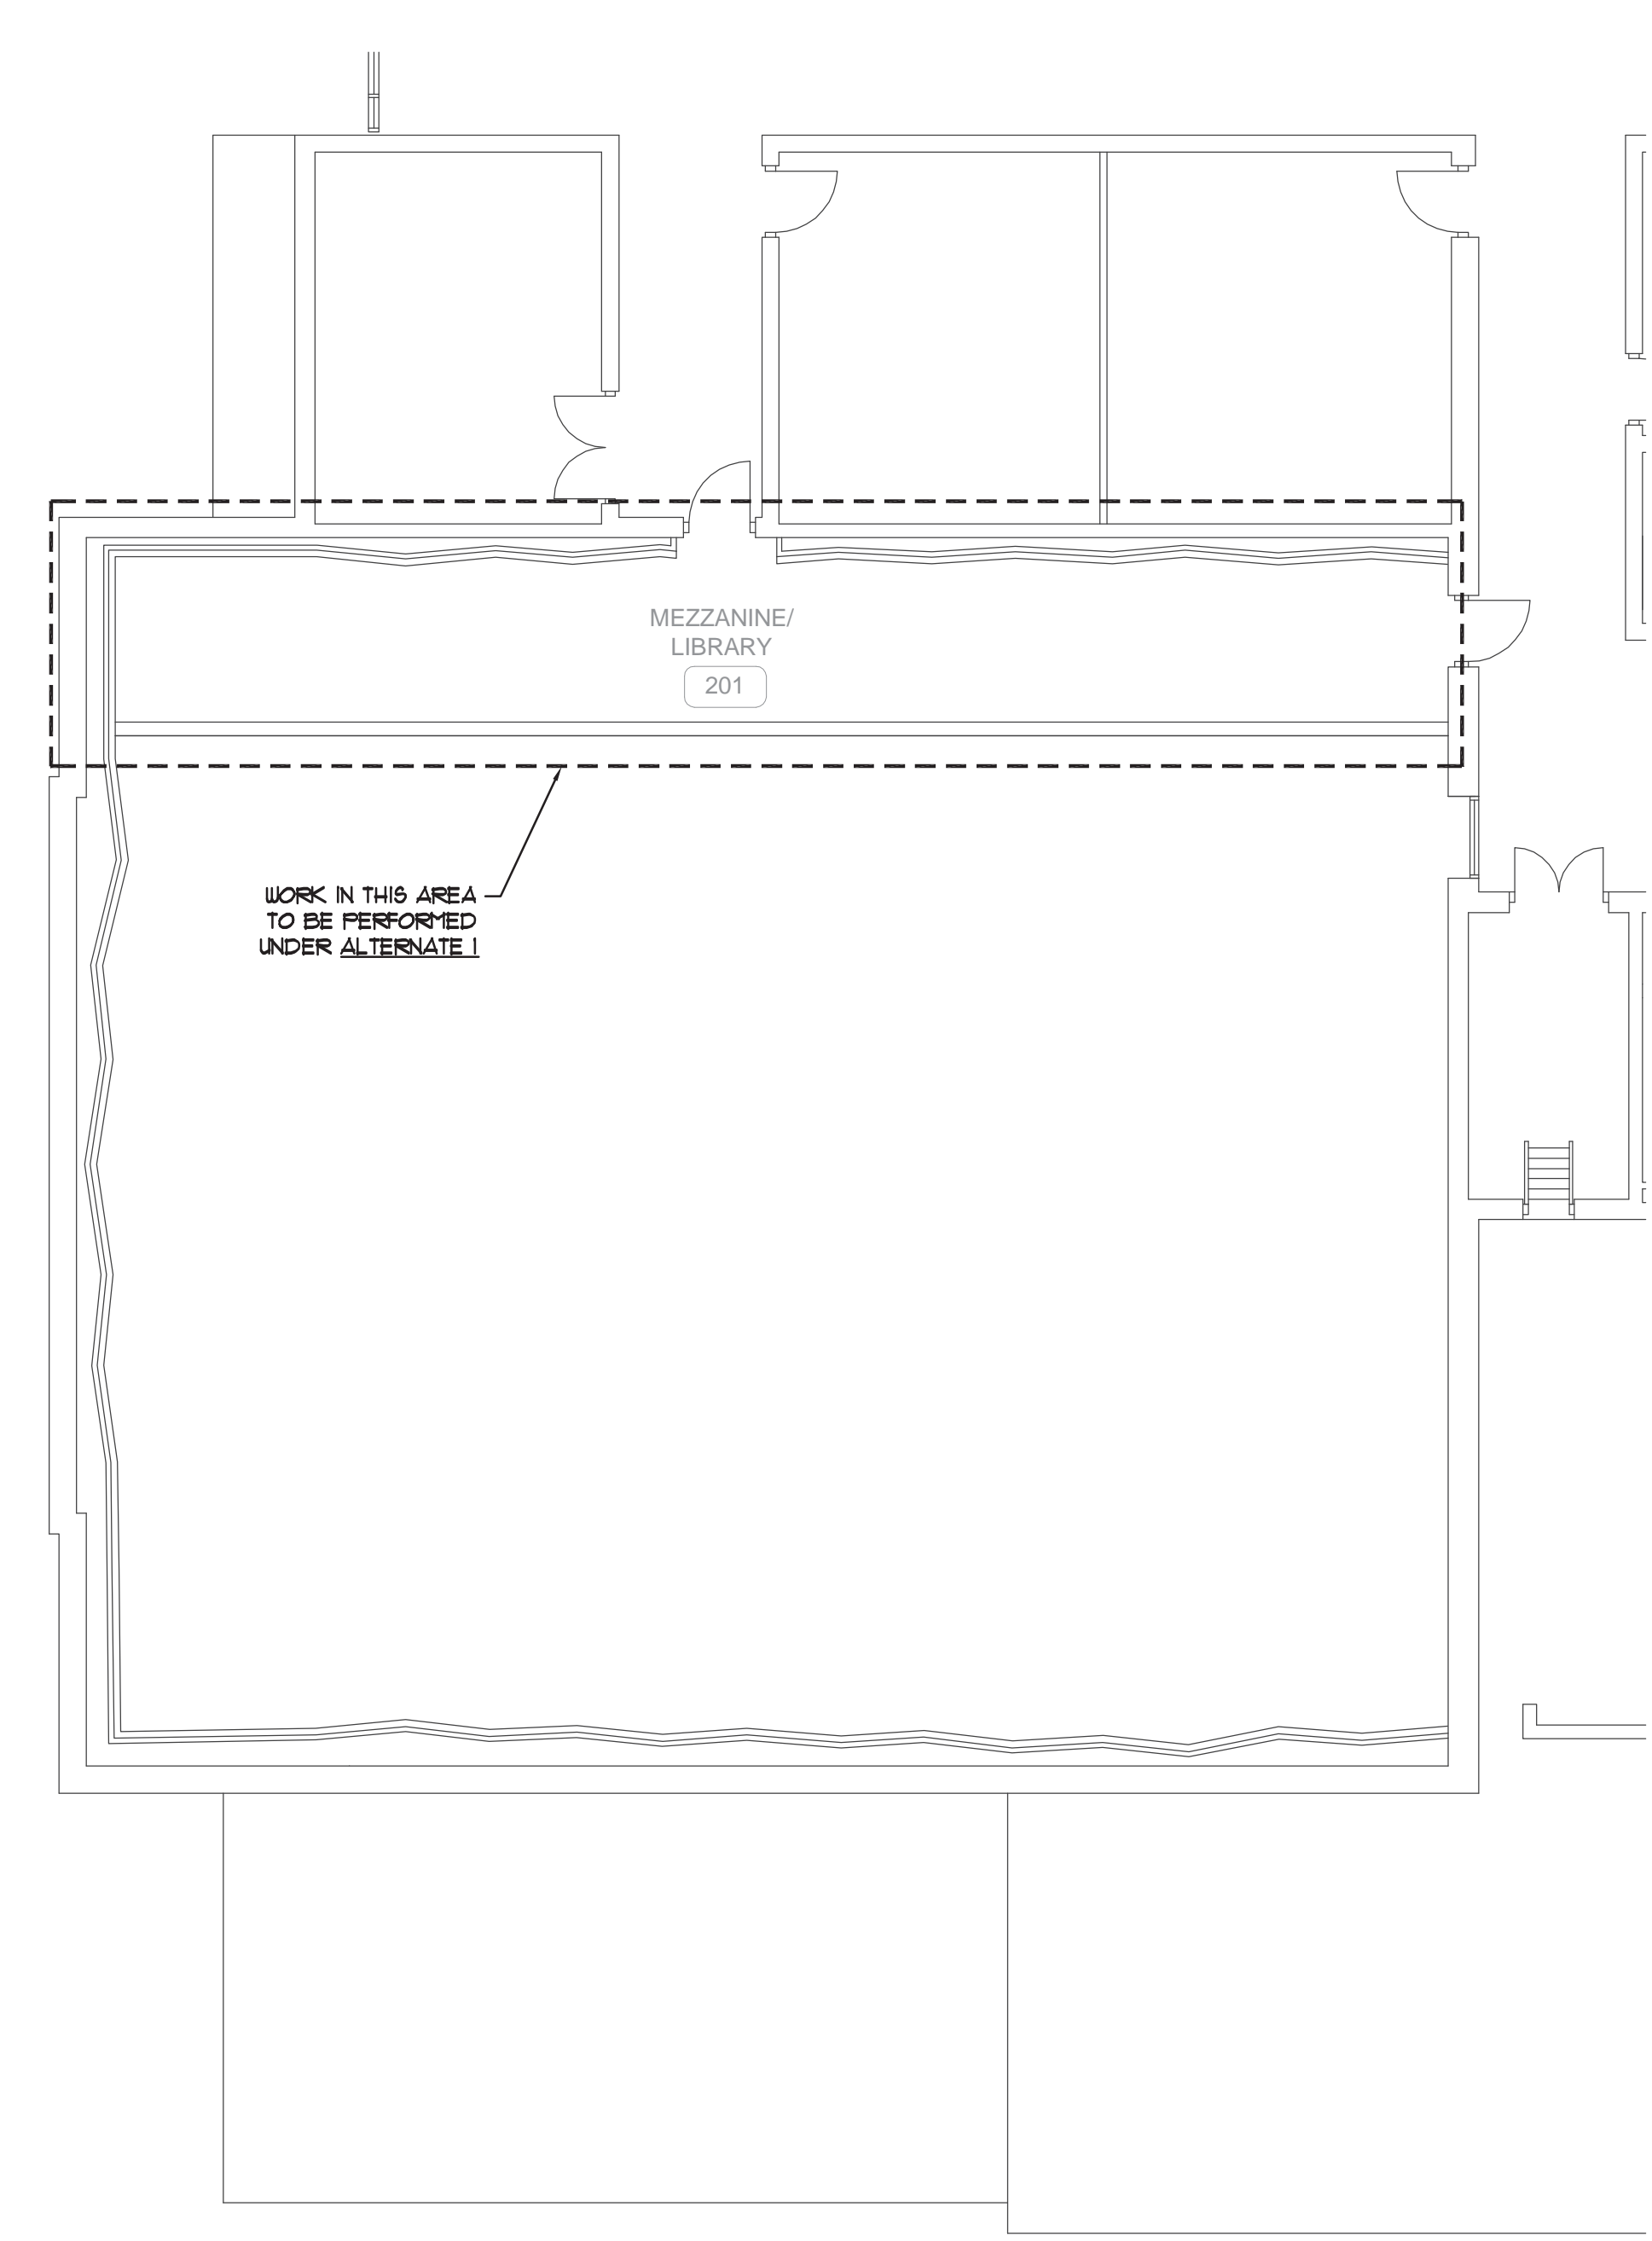 MEZZANINE/
LIBRARY
201
WORK IN THIS AREA
TO BE PERFORMED
UNDER ALTERNATE 1